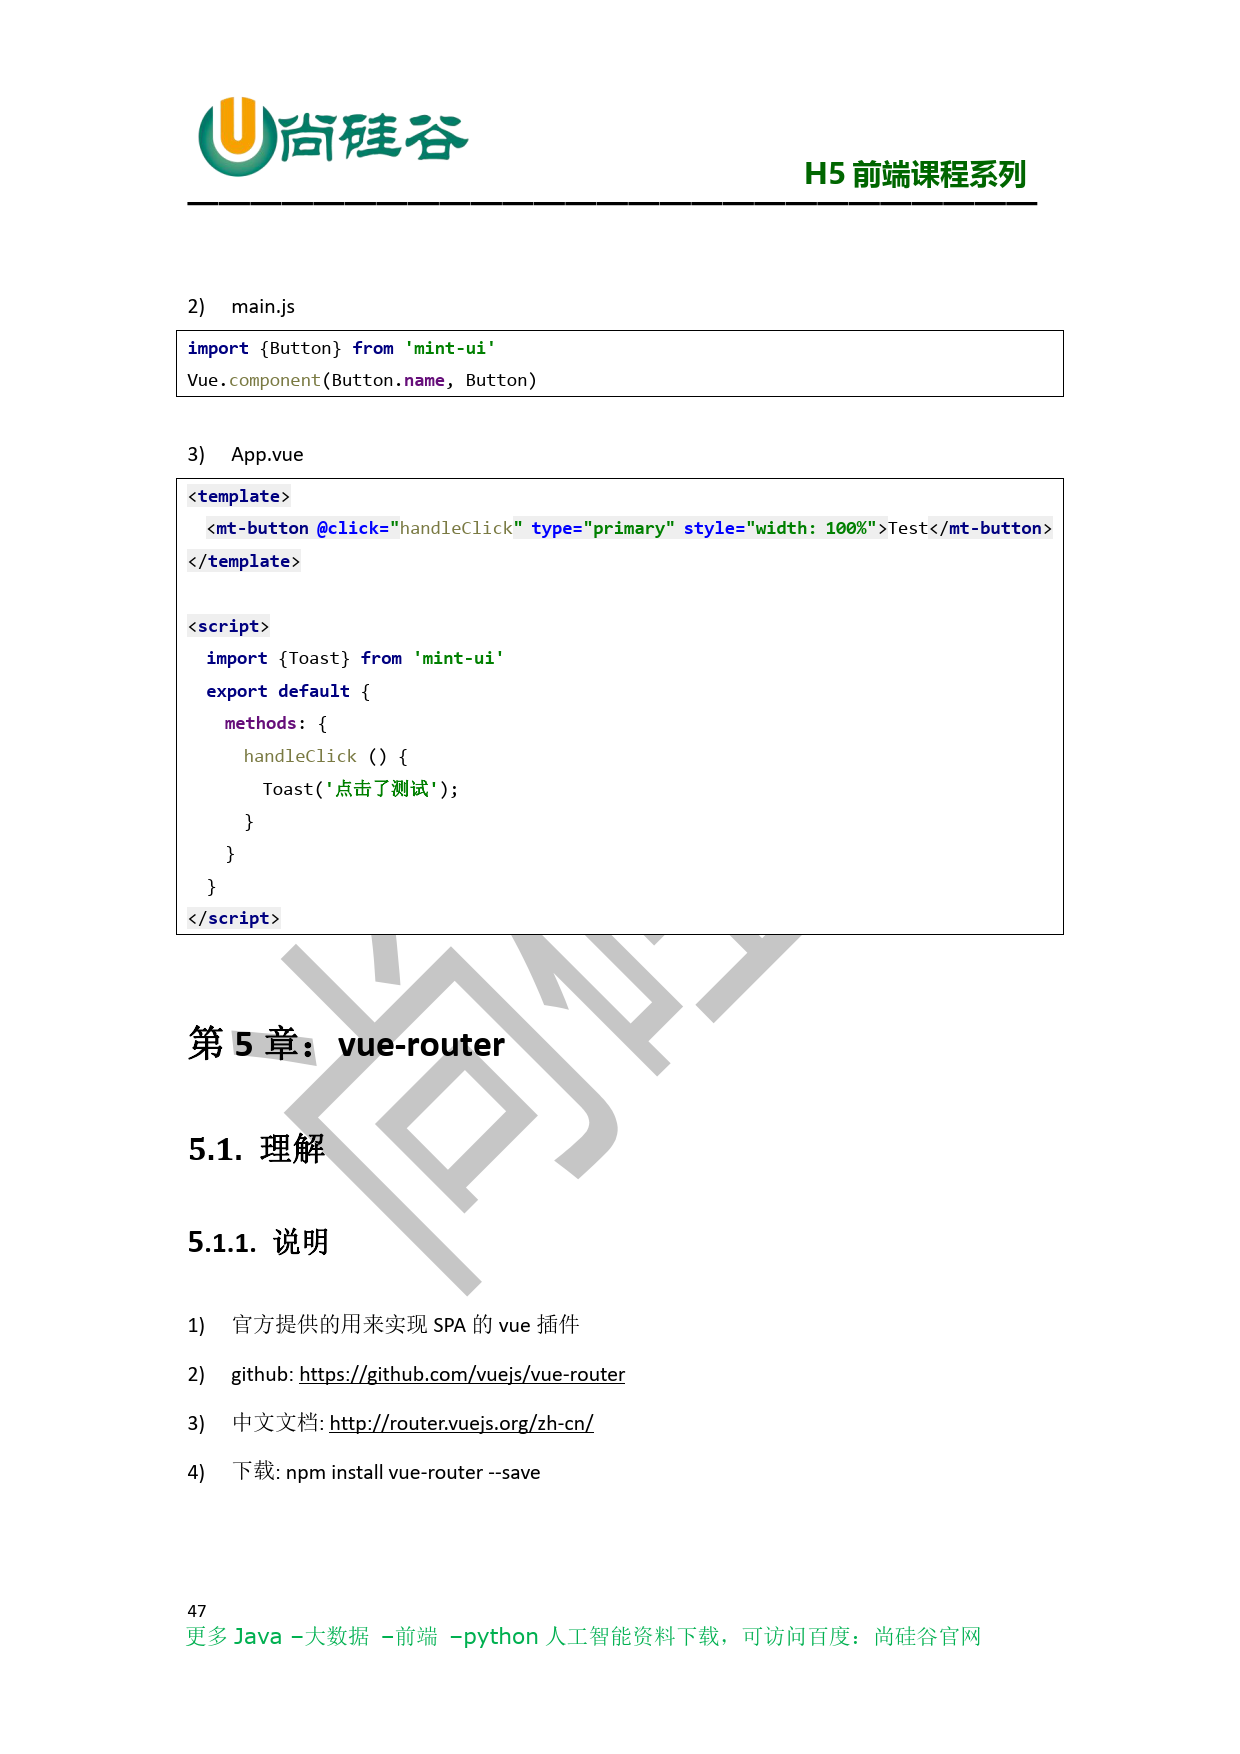 尚硅谷
H5 前端课程系列
2) main.js
import {Button} from 'mint-ui'
Vue.component(Button.name, Button)
3) App.vue
<template>
  <mt-button @click="handleClick" type="primary" style="width: 100%">Test</mt-button>
</template>
<script>
  import {Toast} from 'mint-ui'
  export default {
    methods: {
      handleClick () {
        Toast('点击了测试');
      }
    }
  }
</script>
第 5 章：vue-router
5.1. 理解
5.1.1. 说明
1) 官方提供的用来实现 SPA 的 vue 插件
2) github: https://github.com/vuejs/vue-router
3) 中文文档: http://router.vuejs.org/zh-cn/
4) 下载: npm install vue-router --save
47
更多 Java –大数据 –前端 –python 人工智能资料下载，可访问百度：尚硅谷官网